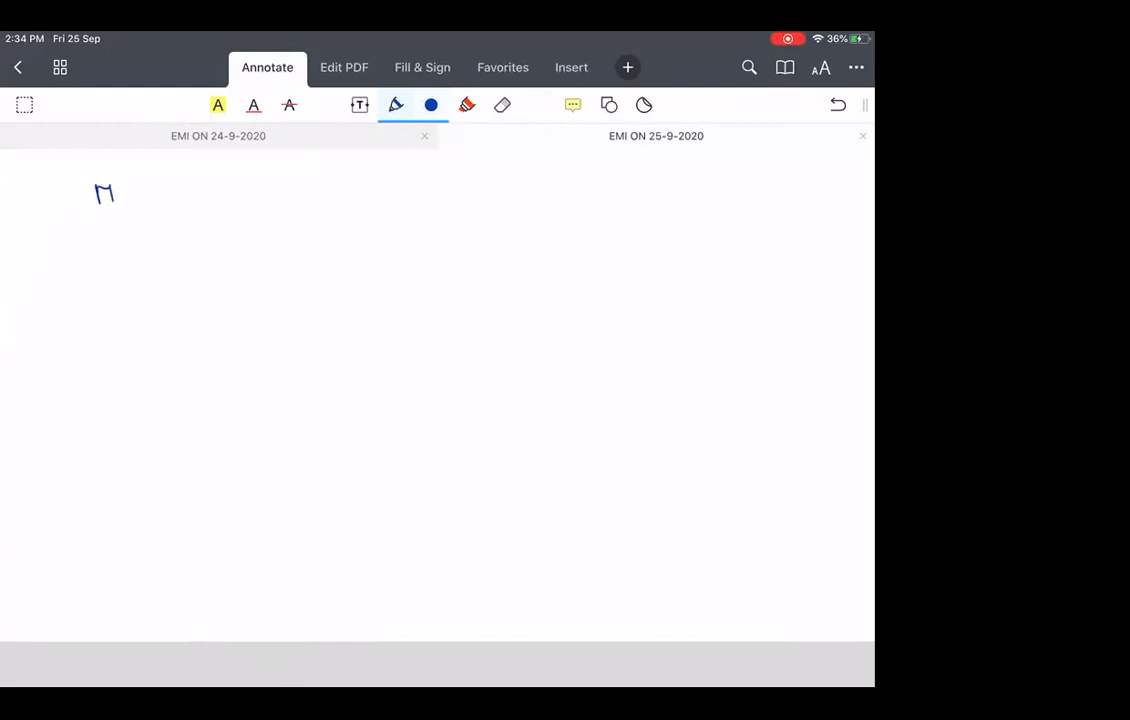 2:34 PM Fri 25 Sep 36%
Annotate Edit PDF Fill & Sign Favorites Insert
A A A T AA
EMI ON 24-9-2020 EMI ON 25-9-2020
M